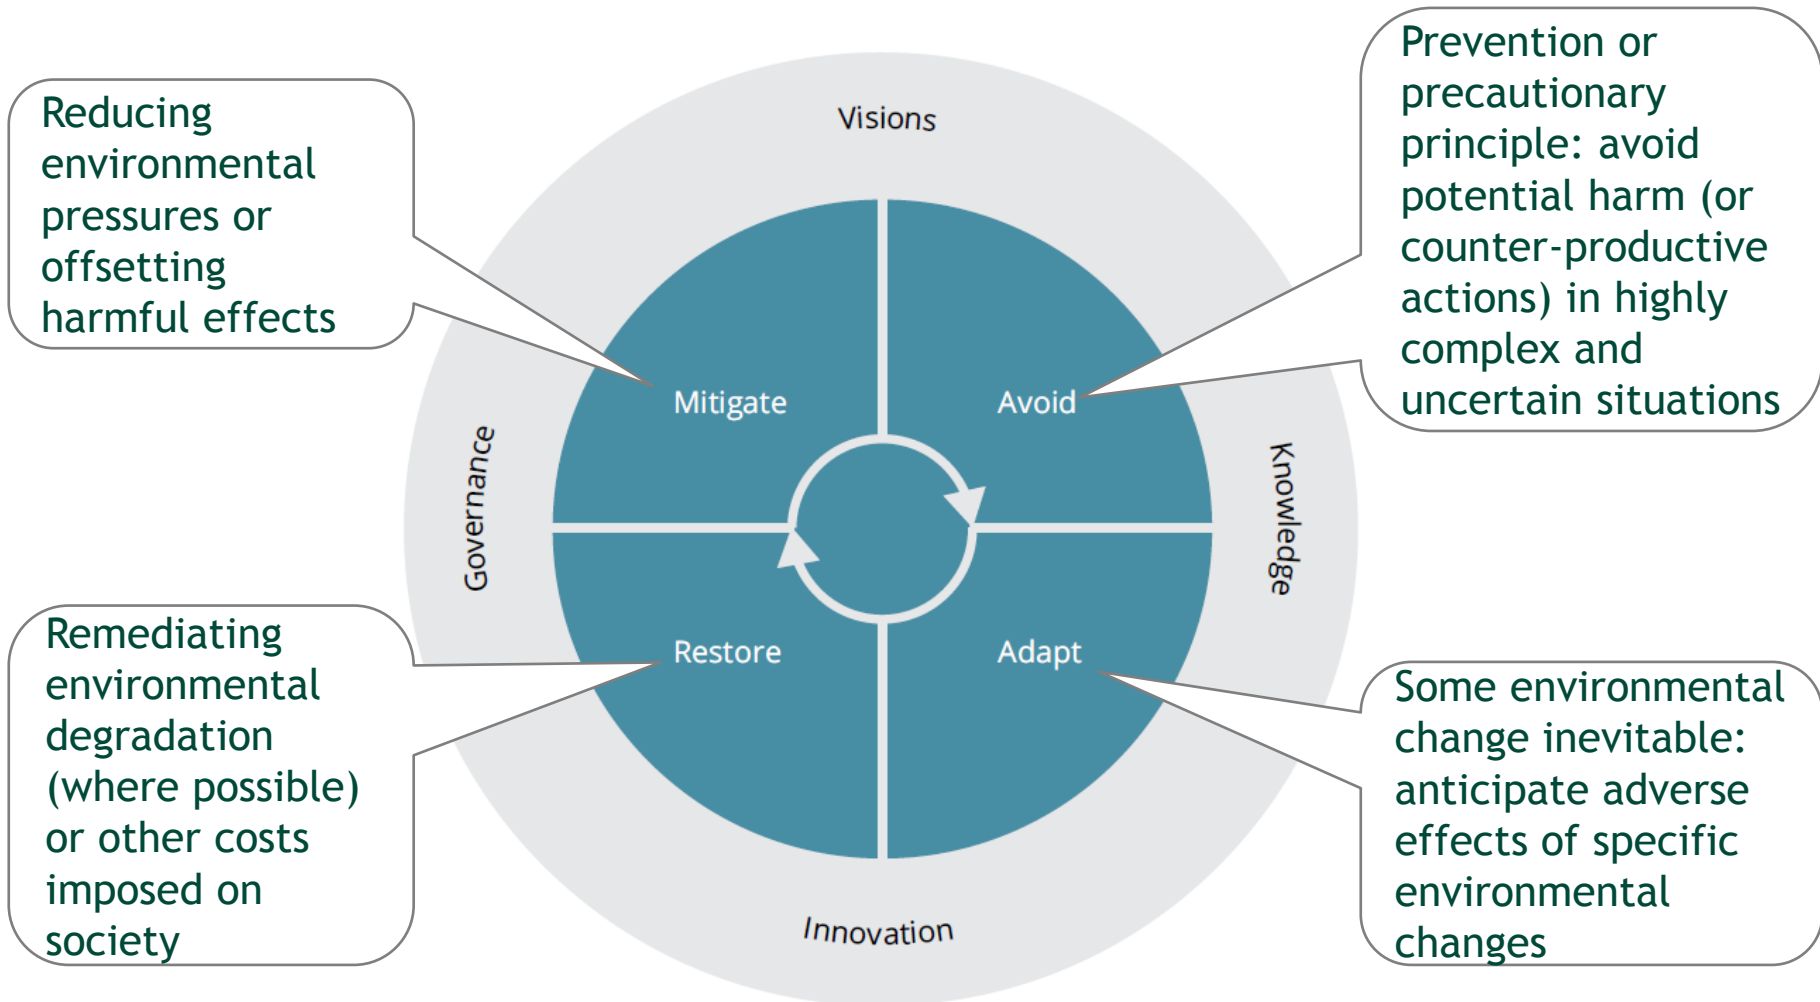 Reducing
environmental
pressures or
offsetting
harmful effects
Visions
Prevention or
precautionary
principle: avoid
potential harm (or
counter-productive
actions) in highly
complex and
uncertain situations
Mitigate
Avoid
Governance
Knowledge
Restore
Adapt
Remediating
environmental
degradation
(where possible)
or other costs
imposed on
society
Some environmental
change inevitable:
anticipate adverse
effects of specific
environmental
changes
Innovation